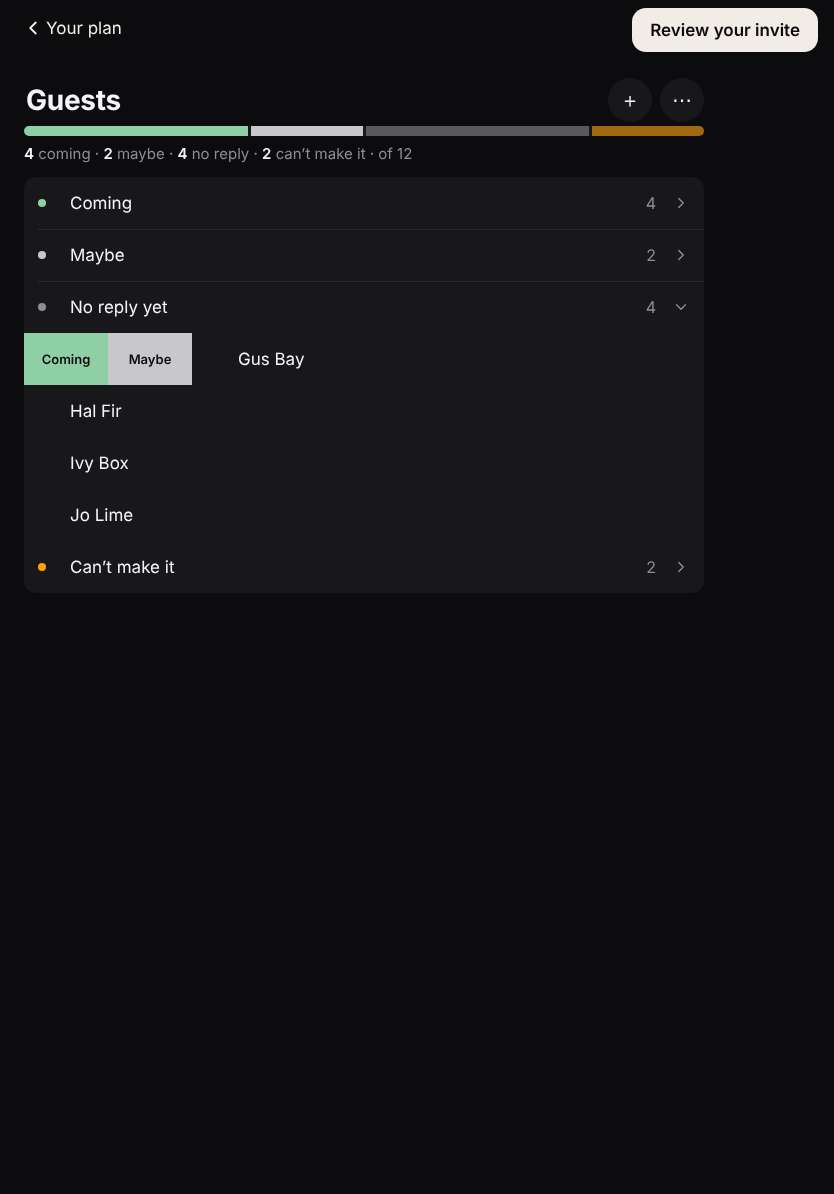 Your plan
Review your invite
Guests
+ ⋯
4 coming · 2 maybe · 4 no reply · 2 can’t make it · of 12
Coming 4
Maybe 2
No reply yet 4
Coming Maybe Gus Bay
Hal Fir
Ivy Box
Jo Lime
Can’t make it 2